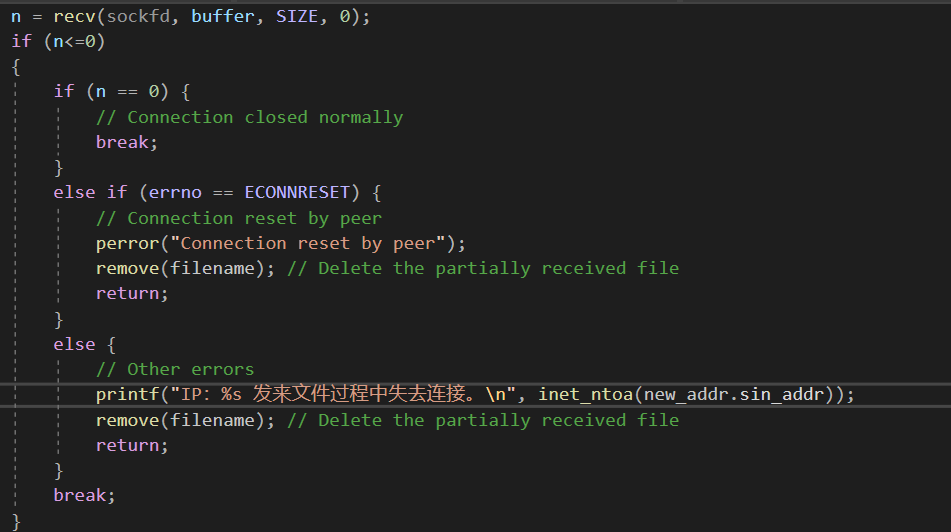 n = recv(sockfd, buffer, SIZE, 0);
if (n<=0)
{
    if (n == 0) {
        // Connection closed normally
        break;
    }
    else if (errno == ECONNRESET) {
        // Connection reset by peer
        perror("Connection reset by peer");
        remove(filename); // Delete the partially received file
        return;
    }
    else {
        // Other errors
        printf("IP: %s 发来文件过程中失去连接。\n", inet_ntoa(new_addr.sin_addr));
        remove(filename); // Delete the partially received file
        return;
    }
    break;
}